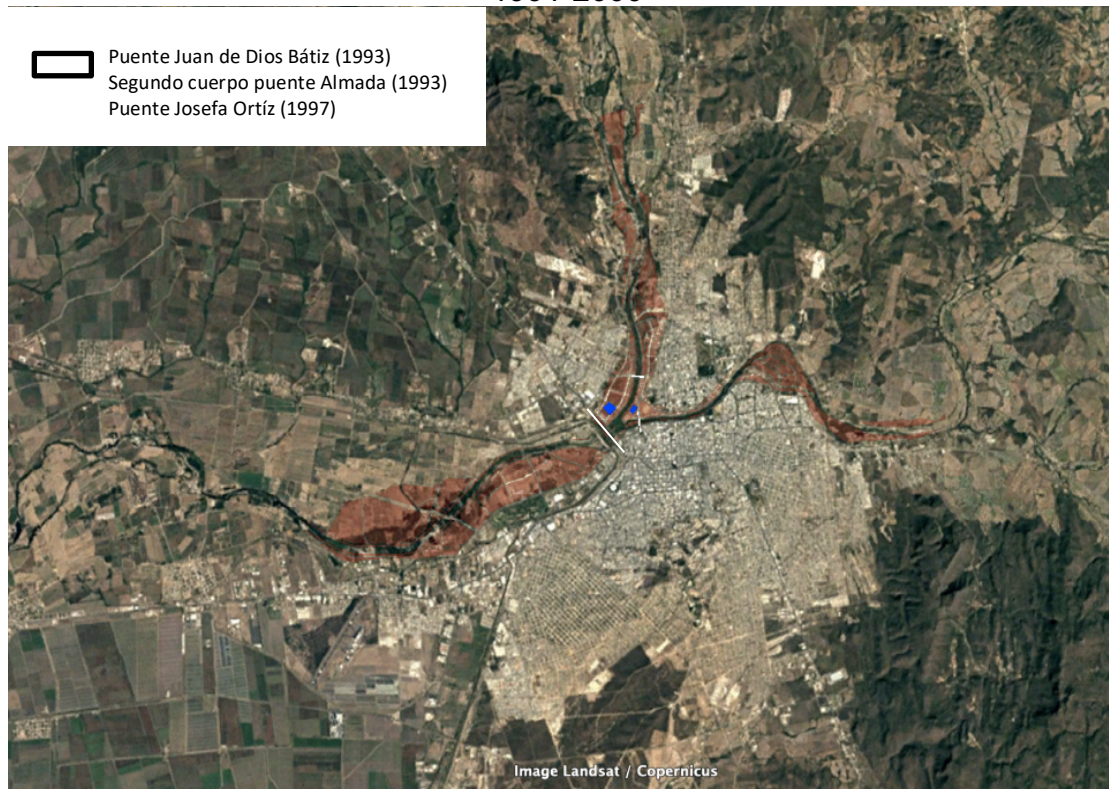 Puente Juan de Dios Bátiz (1993)
Segundo cuerpo puente Almada (1993)
Puente Josefa Ortíz (1997)
Image Landsat / Copernicus